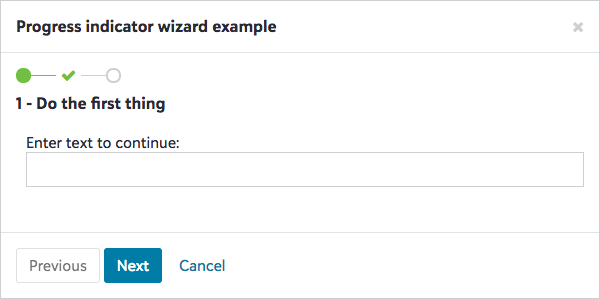 Progress indicator wizard example
1 - Do the first thing
Enter text to continue:
Previous Next Cancel